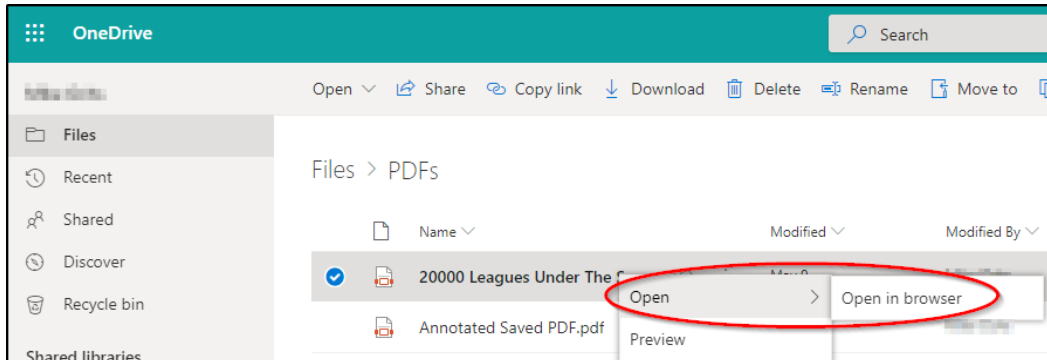 OneDrive
Search
Open Share Copy link Download Delete Rename Move to
Files
Recent
Shared
Discover
Recycle bin
Shared libraries
Files > PDFs
Name Modified Modified By
20000 Leagues Under The
Open > Open in browser
Annotated Saved PDF.pdf
Preview